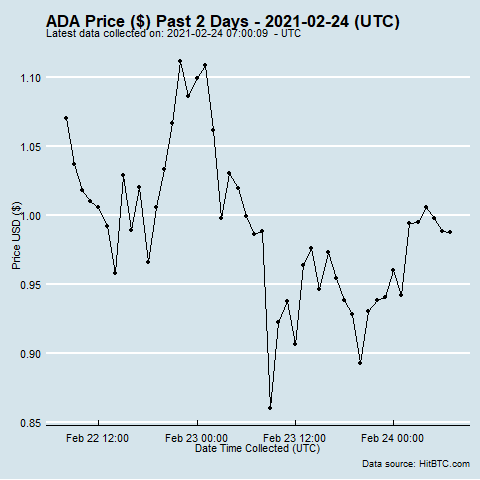 ADA Price ($) Past 2 Days - 2021-02-24 (UTC)
Latest data collected on: 2021-02-24 07:00:09  - UTC
Price USD ($)
1.10
1.05
1.00
0.95
0.90
0.85
Feb 22 12:00 Feb 23 00:00 Feb 23 12:00 Feb 24 00:00
Date Time Collected (UTC)
Data source: HitBTC.com